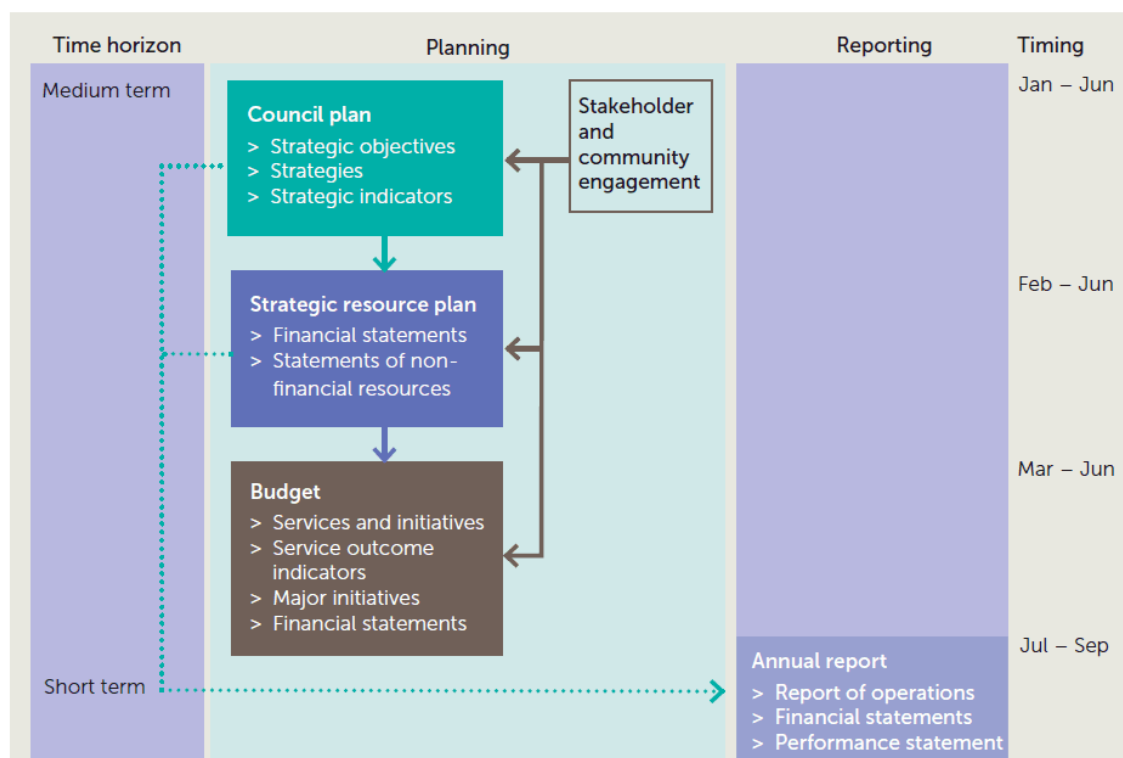 Time horizon
Planning
Reporting
Timing
Medium term
Council plan
> Strategic objectives
> Strategies
> Strategic indicators
Stakeholder
and
community
engagement
Jan – Jun
Strategic resource plan
> Financial statements
> Statements of non-
financial resources
Feb – Jun
Budget
> Services and initiatives
> Service outcome
indicators
> Major initiatives
> Financial statements
Mar – Jun
Short term
Annual report
> Report of operations
> Financial statements
> Performance statement
Jul – Sep